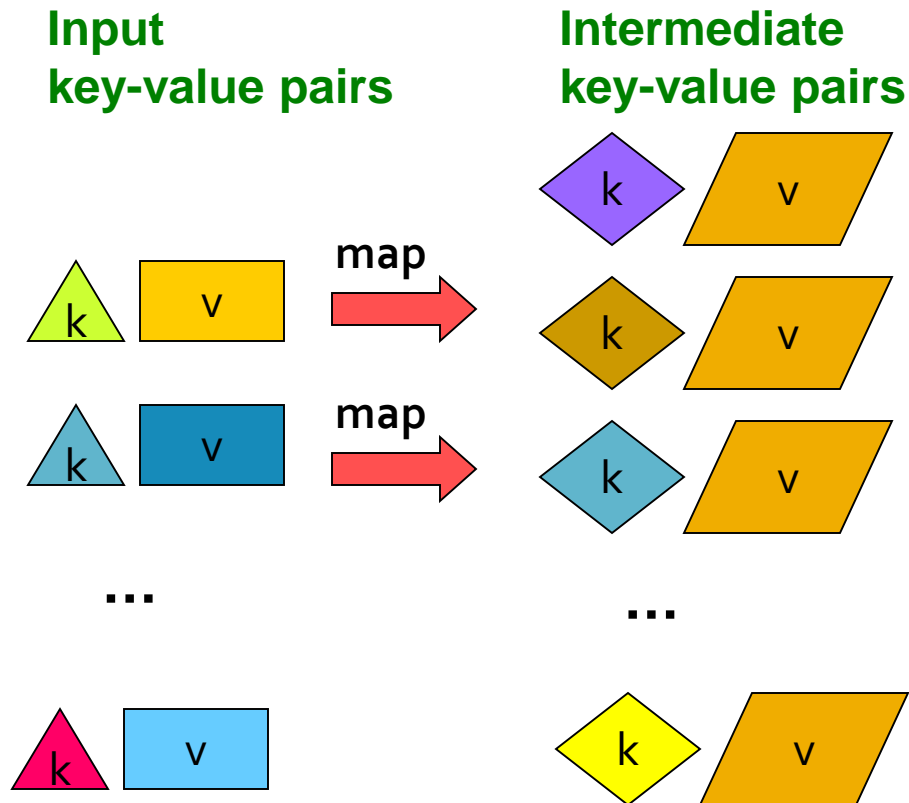 Input
key-value pairs
Intermediate
key-value pairs
k v
map
k v
k v
map
k v
k v
k v
...
...
k v
k v